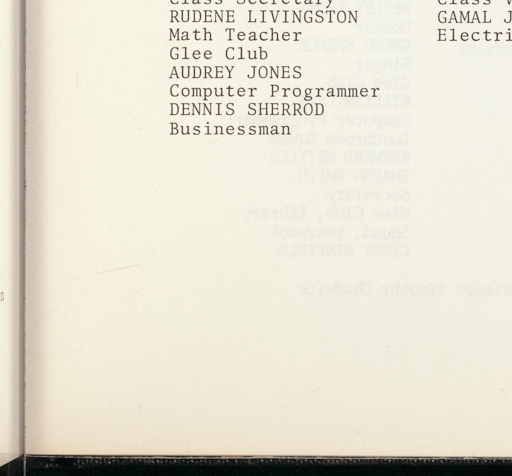 Class Secretary
RUDENE LIVINGSTON
Math Teacher
Glee Club
AUDREY JONES
Computer Programmer
DENNIS SHERROD
Businessman
Class
GAMAL J
Electri